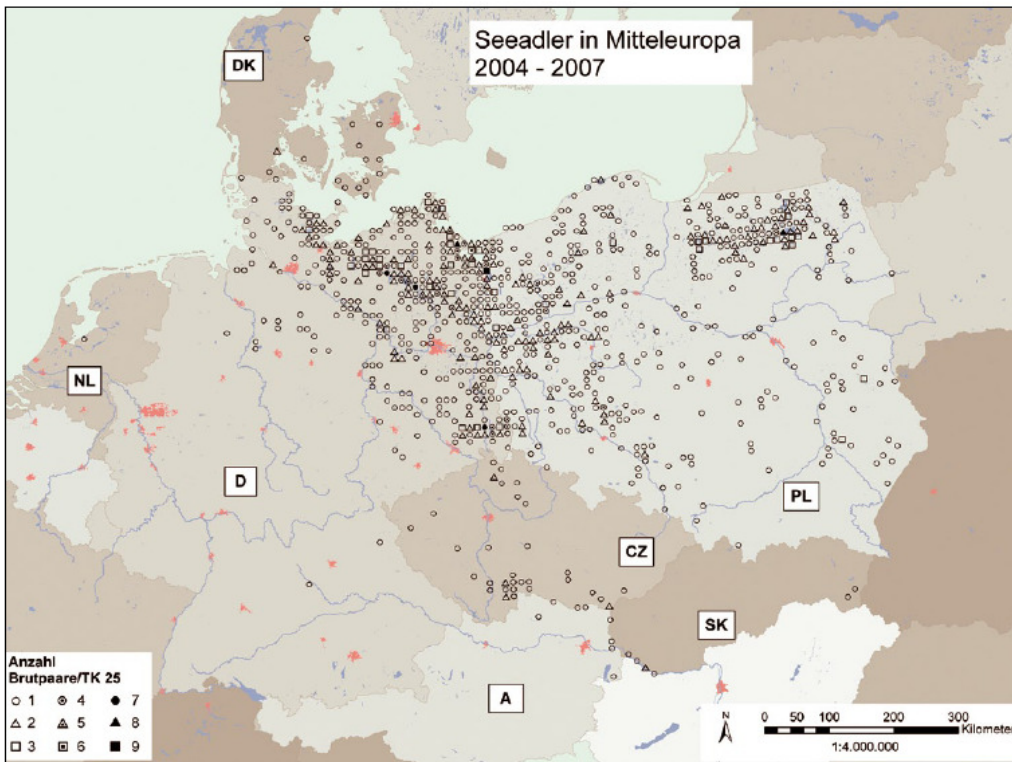 Seeadler in Mitteleuropa
2004 - 2007
DK
NL
D
PL
CZ
SK
A
Anzahl
Brutpaare/TK 25
1 4 7
2 5 8
3 6 9
N
0 50 100 200 300
Kilometer
1:4.000.000